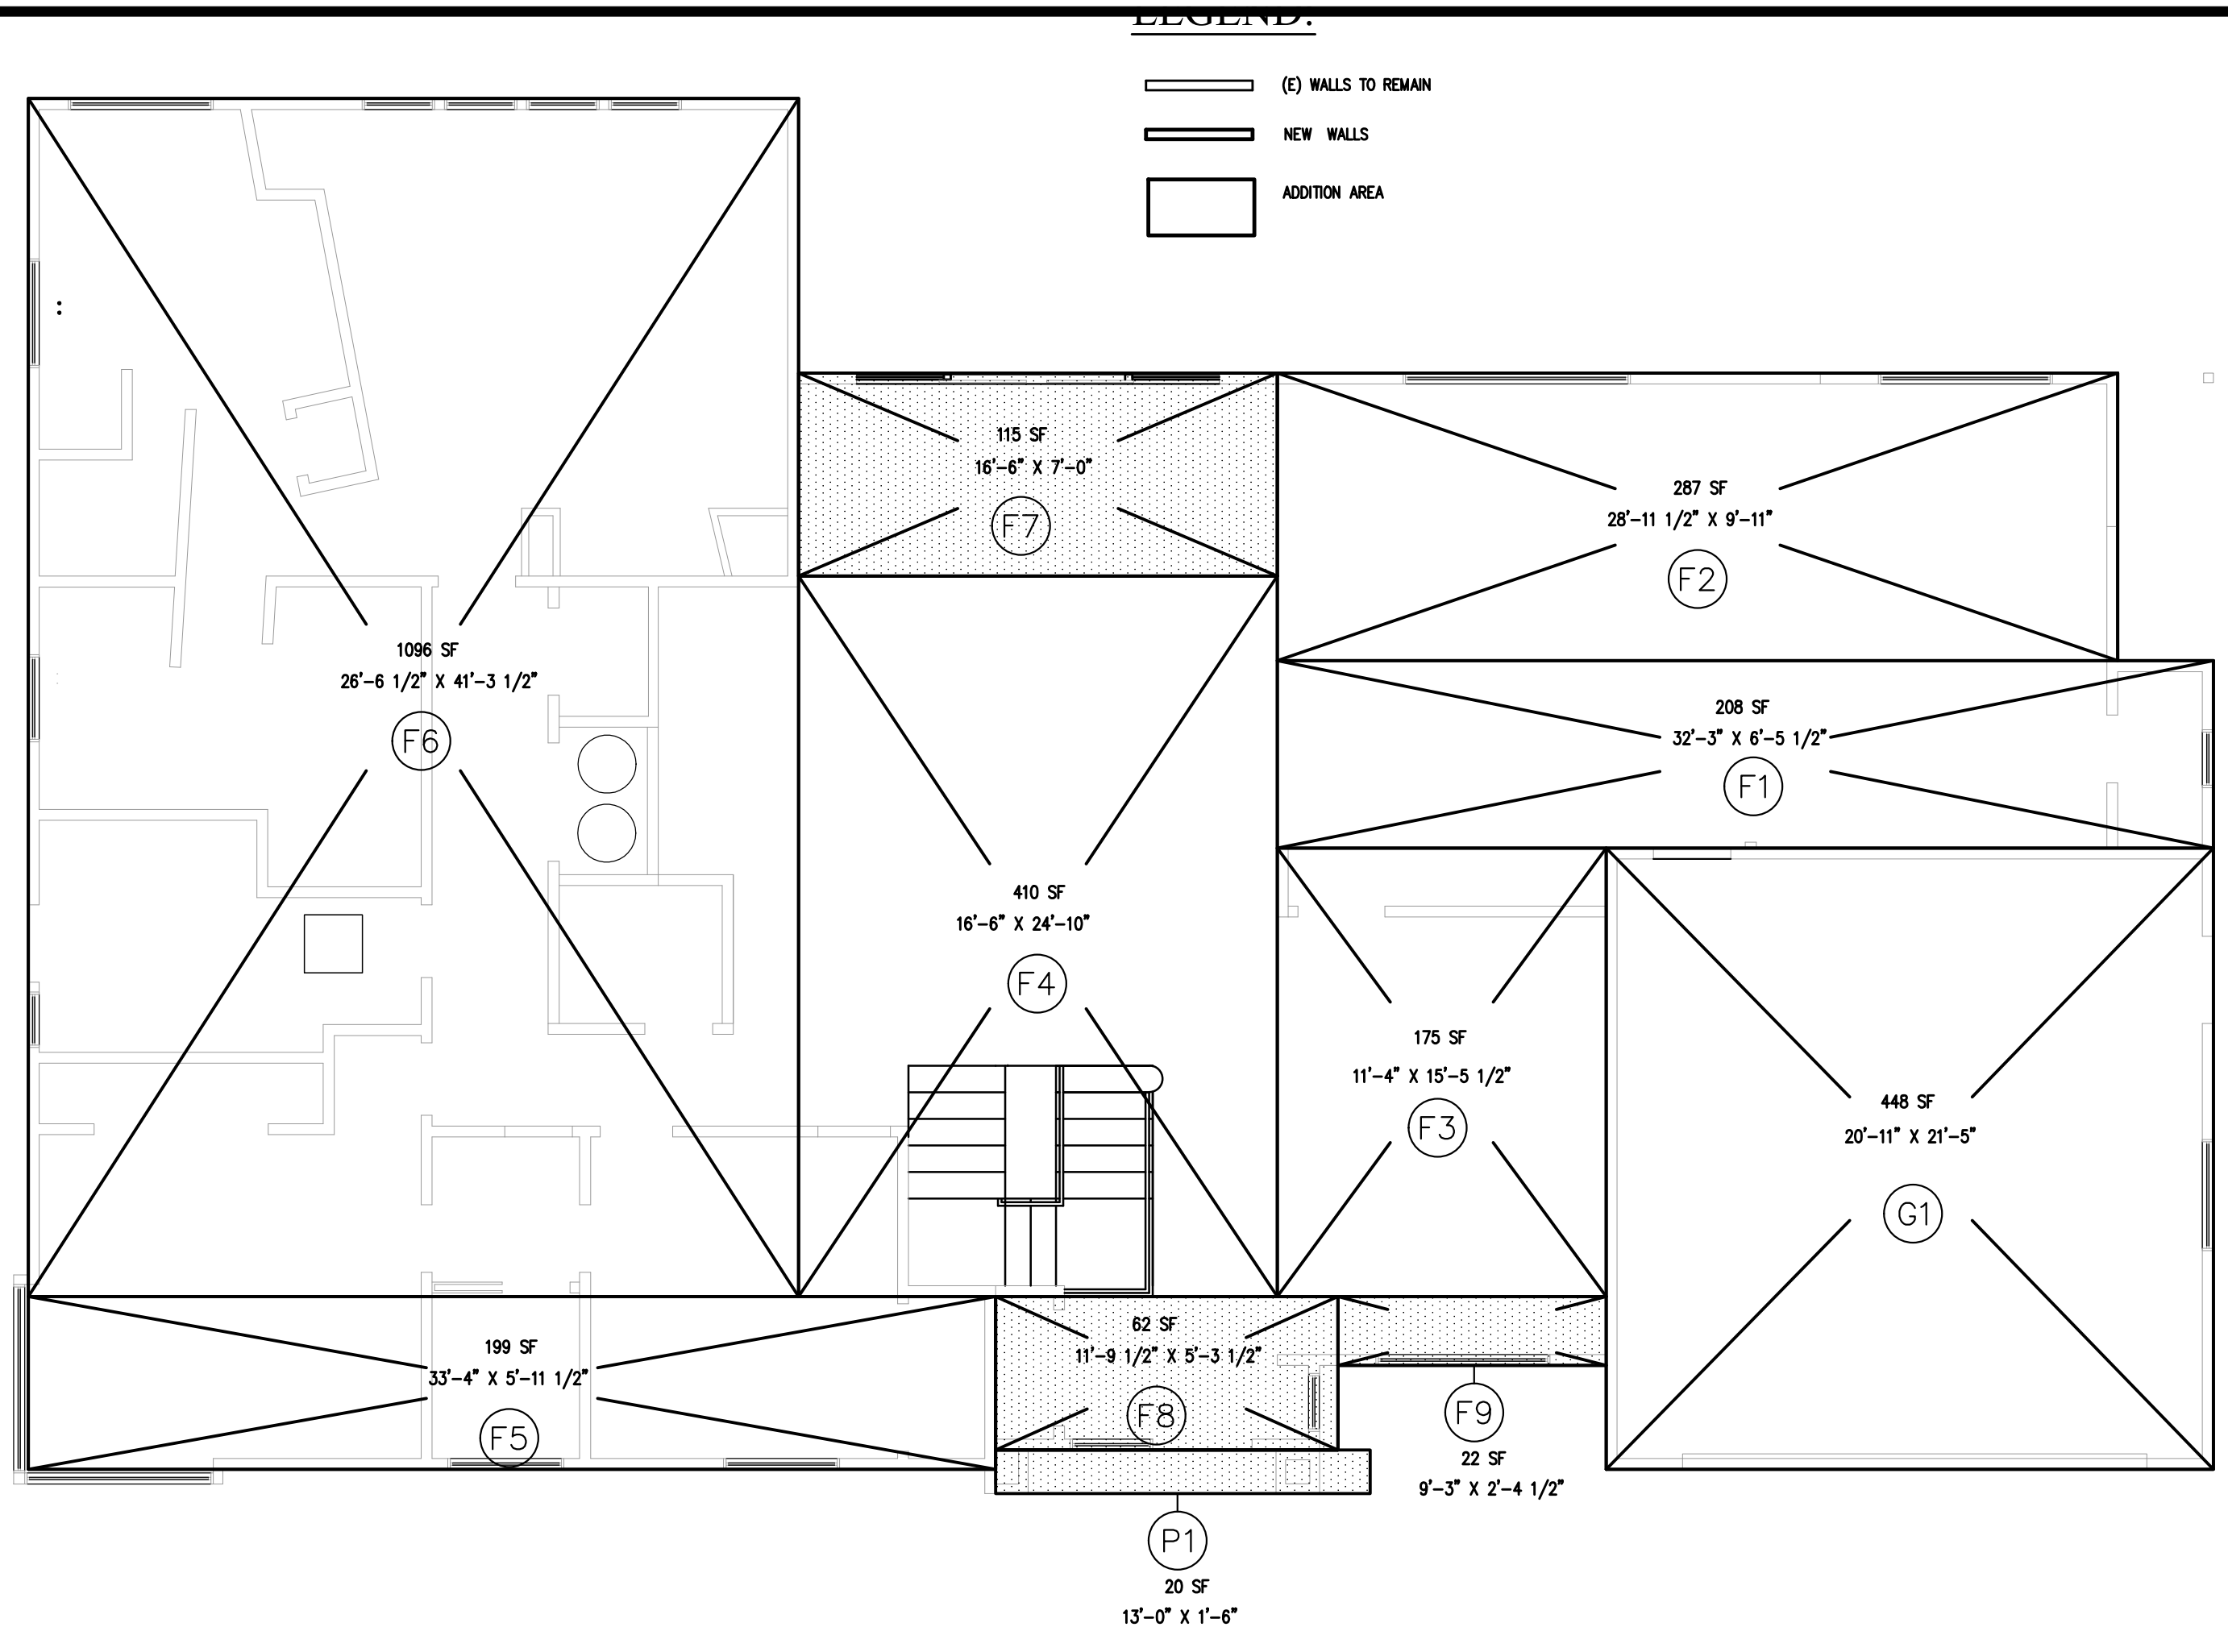 LEGEND:
(E) WALLS TO REMAIN
NEW WALLS
ADDITION AREA
115 SF
16'-6" X 7'-0"
F7
287 SF
28'-11 1/2" X 9'-11"
F2
1096 SF
26'-6 1/2" X 41'-3 1/2"
F6
208 SF
32'-3" X 6'-5 1/2"
F1
410 SF
16'-6" X 24'-10"
F4
175 SF
11'-4" X 15'-5 1/2"
F3
448 SF
20'-11" X 21'-5"
G1
199 SF
33'-4" X 5'-11 1/2"
F5
62 SF
11'-9 1/2" X 5'-3 1/2"
F8
F9
22 SF
9'-3" X 2'-4 1/2"
P1
20 SF
13'-0" X 1'-6"